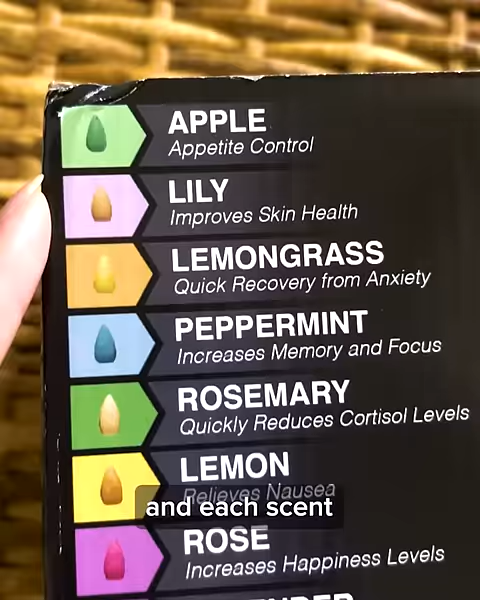 APPLE
Appetite Control
LILY
Improves Skin Health
LEMONGRASS
Quick Recovery from Anxiety
PEPPERMINT
Increases Memory and Focus
ROSEMARY
Quickly Reduces Cortisol Levels
LEMON
Relieves Nausea
and each scent
ROSE
Increases Happiness Levels